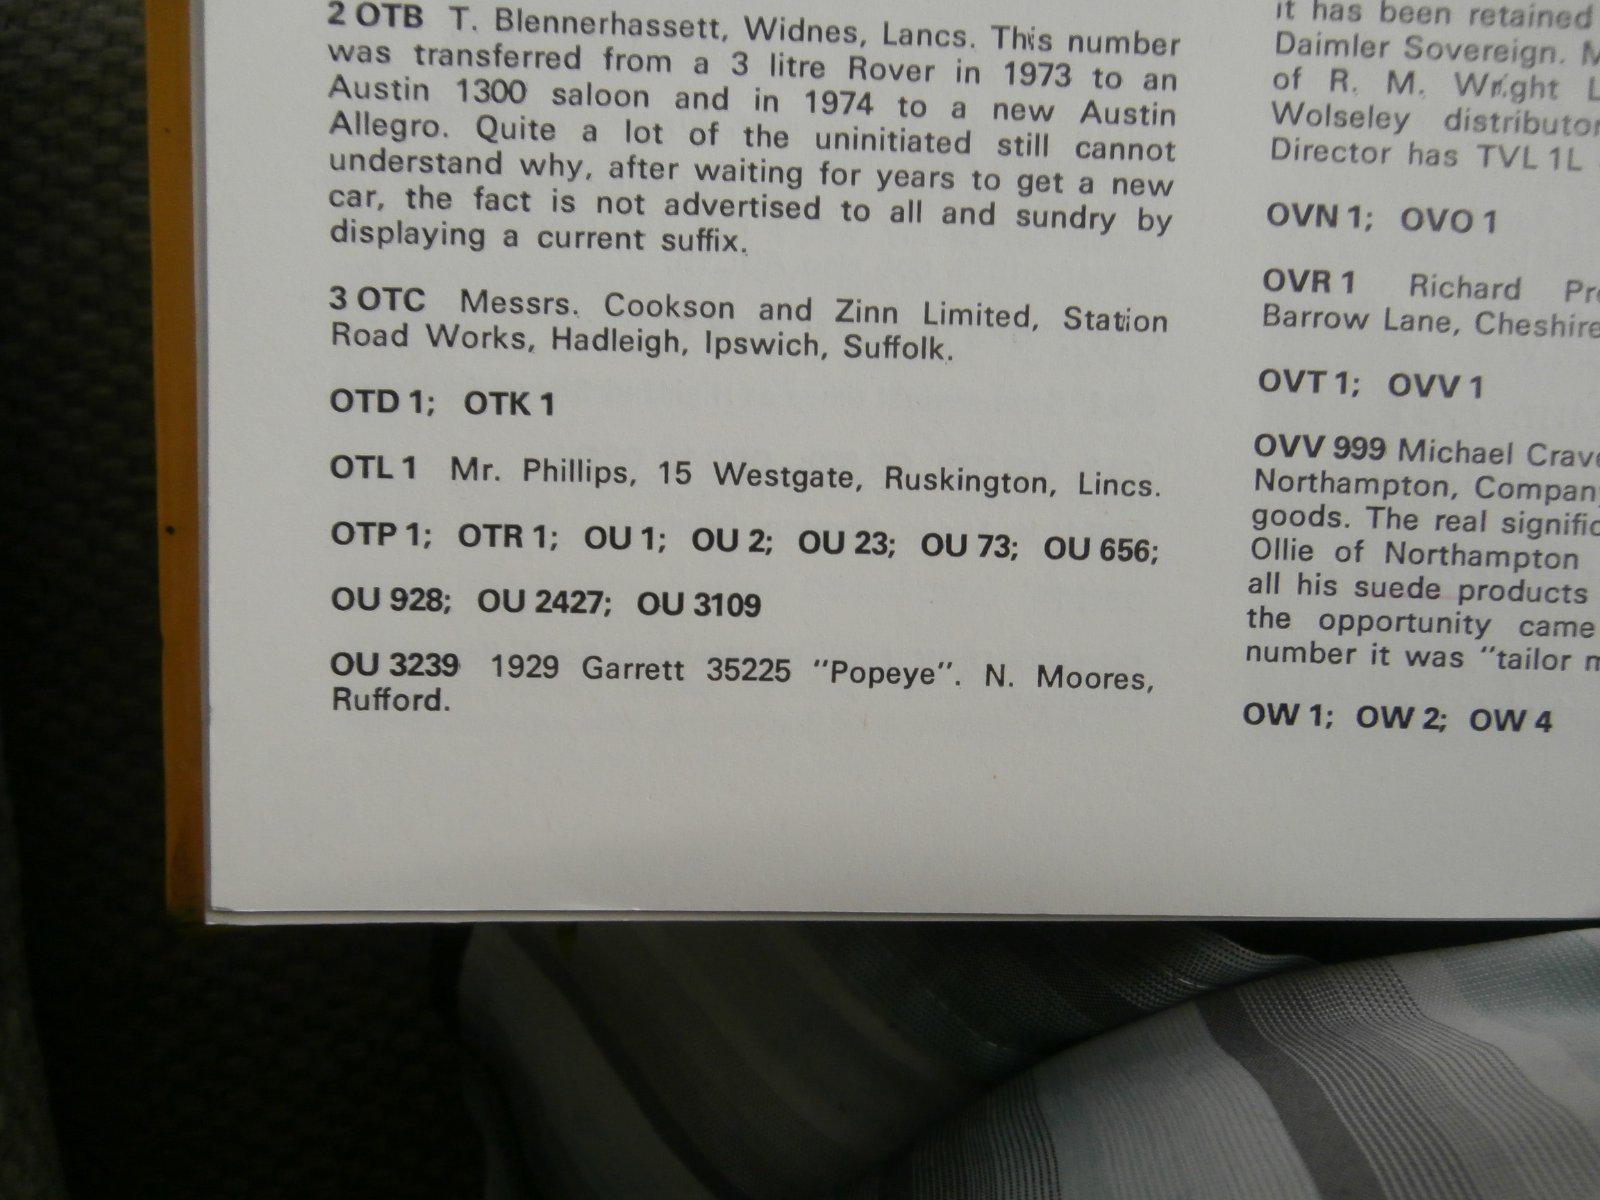 2 OTB T. Blennerhassett, Widnes, Lancs. This number
was transferred from a 3 litre Rover in 1973 to an
Austin 1300 saloon and in 1974 to a new Austin
Allegro. Quite a lot of the uninitiated still cannot
understand why, after waiting for years to get a new
car, the fact is not advertised to all and sundry by
displaying a current suffix.
3 OTC Messrs. Cookson and Zinn Limited, Station
Road Works, Hadleigh, Ipswich, Suffolk.
OTD 1; OTK 1
OTL 1 Mr. Phillips, 15 Westgate, Ruskington, Lincs.
OTP 1; OTR 1; OU 1; OU 2; OU 23; OU 73; OU 656;
OU 928; OU 2427; OU 3109
OU 3239 1929 Garrett 35225 "Popeye". N. Moores,
Rufford.
it has been retained
Daimler Sovereign.
of R. M. Wright
Wolseley
Director has TVL 1L
OVN 1; OVO 1
OVR 1 Richard
Barrow Lane, Cheshire
OVT 1; OVV 1
OVV 999 Michael
Northampton,
goods. The real
Ollie of Northampton
all his suede products
the opportunity came
number it was "tailor
OW 1; OW 2; OW 4